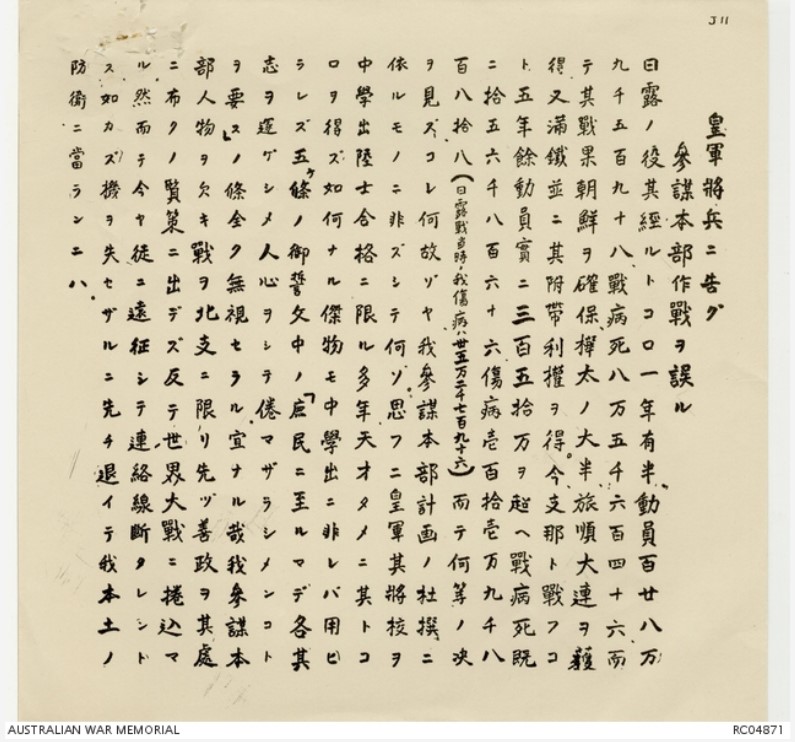 J11
皇軍將兵ニ告グ
參謀本部作戰ヲ誤ル
日露ノ役其經ルトコロ一年有半、動員百廿八万
九千五百九十八、戰病死八万五千六百四十六、而
テ其戰果朝鮮ヲ確保、樺太ノ大半、旅順大連ヲ獲
得又滿鐵並ニ其附帶利權ヲ得。今支那ト戰フコ
ト五年餘動員實ニ三百五拾万ヲ超ヘ戰病死既
ニ拾五六千八百六十六傷病壱百拾壱万九千八
百八拾八(日露戰当時ノ我傷病ハ卅五万二千七百九十六)而テ何等ノ决
ヲ見ズコレ何故ゾヤ我參謀本部計画ノ杜撰ニ
依ルモノニ非ズシテ何ゾ。思フニ皇軍其將校ヲ
中學出陸士合格ニ限ル多年天才タメニ其トコ
ロヲ得ズ如何ナル傑物モ中學出ニ非レバ用ヒ
ラレズ五ヶ條ノ御誓文中ノ「庶民ニ至ルマデ各其
志ヲ遂ゲシメ人心ヲシテ倦マザラシメンコト
ヲ要ス」ノ條全ク無視セラル宜ナル哉我參謀本
部人物ヲ欠キ戰ヲ北支ニ限リ先ヅ善政ヲ其處
ニ布クノ賢策ニ出デズ反テ世界大戰ニ捲込マ
ル然而テ今ヤ徒ニ遠征シテ連絡線斷タレント
ス如カズ機ヲ失セザルニ先チ退イテ我本土ノ
防衛ニ當ランニハ。
AUSTRALIAN WAR MEMORIAL
RC04871